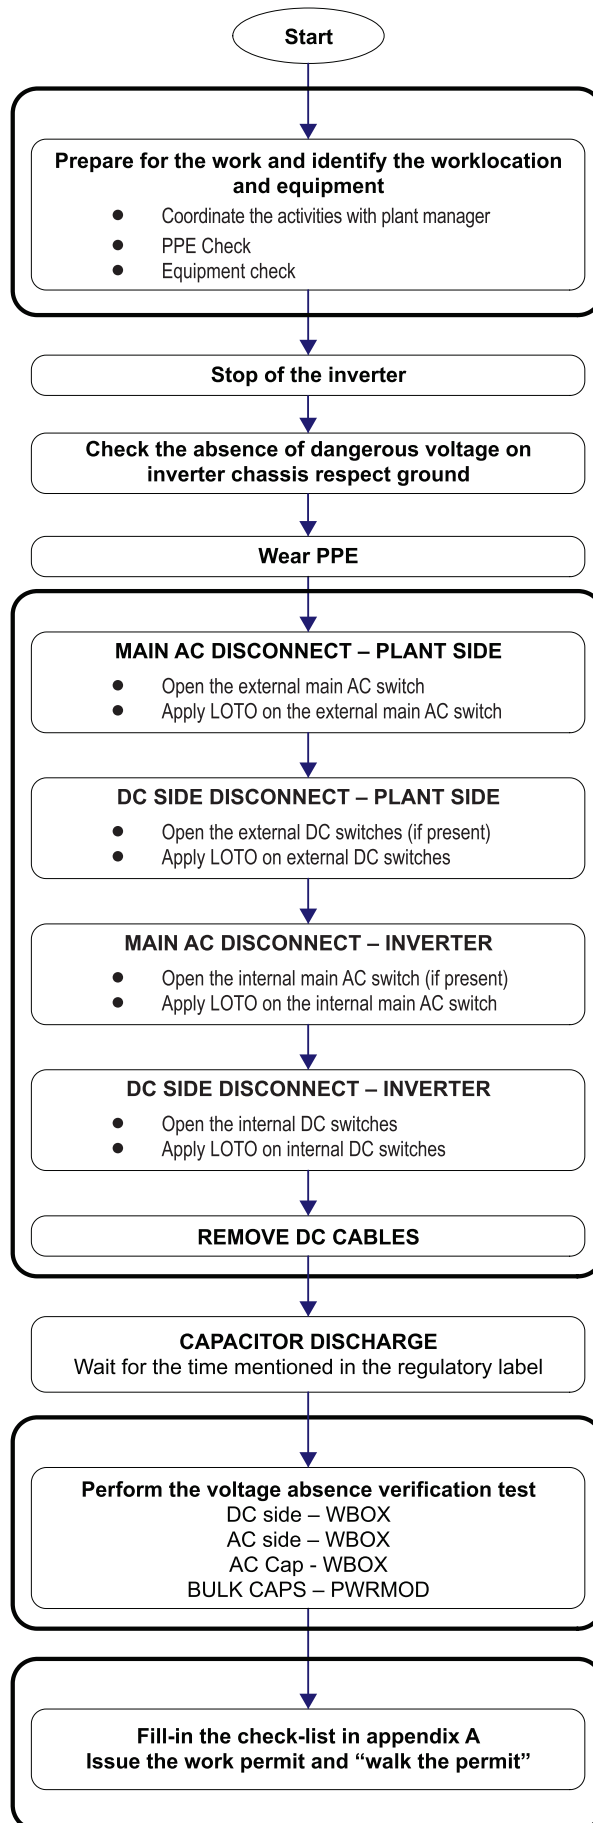 Start
Prepare for the work and identify the worklocation
and equipment
● Coordinate the activities with plant manager
● PPE Check
● Equipment check
Stop of the inverter
Check the absence of dangerous voltage on
inverter chassis respect ground
Wear PPE
MAIN AC DISCONNECT – PLANT SIDE
● Open the external main AC switch
● Apply LOTO on the external main AC switch
DC SIDE DISCONNECT – PLANT SIDE
● Open the external DC switches (if present)
● Apply LOTO on external DC switches
MAIN AC DISCONNECT – INVERTER
● Open the internal main AC switch (if present)
● Apply LOTO on the internal main AC switch
DC SIDE DISCONNECT – INVERTER
● Open the internal DC switches
● Apply LOTO on internal DC switches
REMOVE DC CABLES
CAPACITOR DISCHARGE
Wait for the time mentioned in the regulatory label
Perform the voltage absence verification test
DC side – WBOX
AC side – WBOX
AC Cap - WBOX
BULK CAPS – PWRMOD
Fill-in the check-list in appendix A
Issue the work permit and “walk the permit”